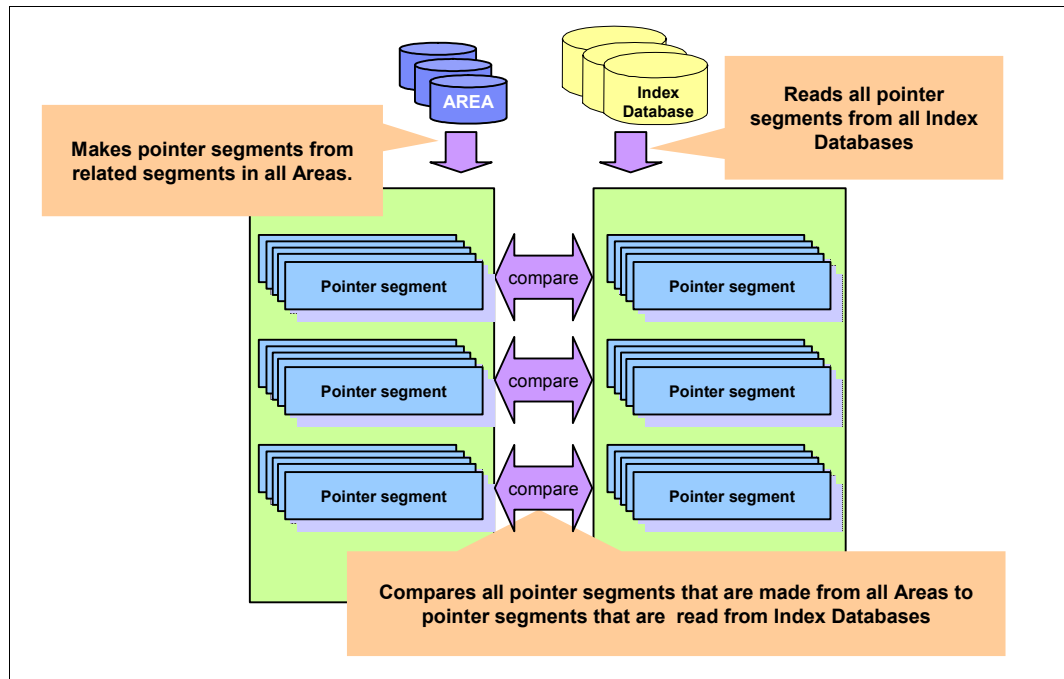 AREA
Index
Database
Makes pointer segments from
related segments in all Areas.
Reads all pointer
segments from all Index
Databases
Pointer segment
compare
Pointer segment
Pointer segment
compare
Pointer segment
Pointer segment
compare
Pointer segment
Compares all pointer segments that are made from all Areas to
pointer segments that are read from Index Databases